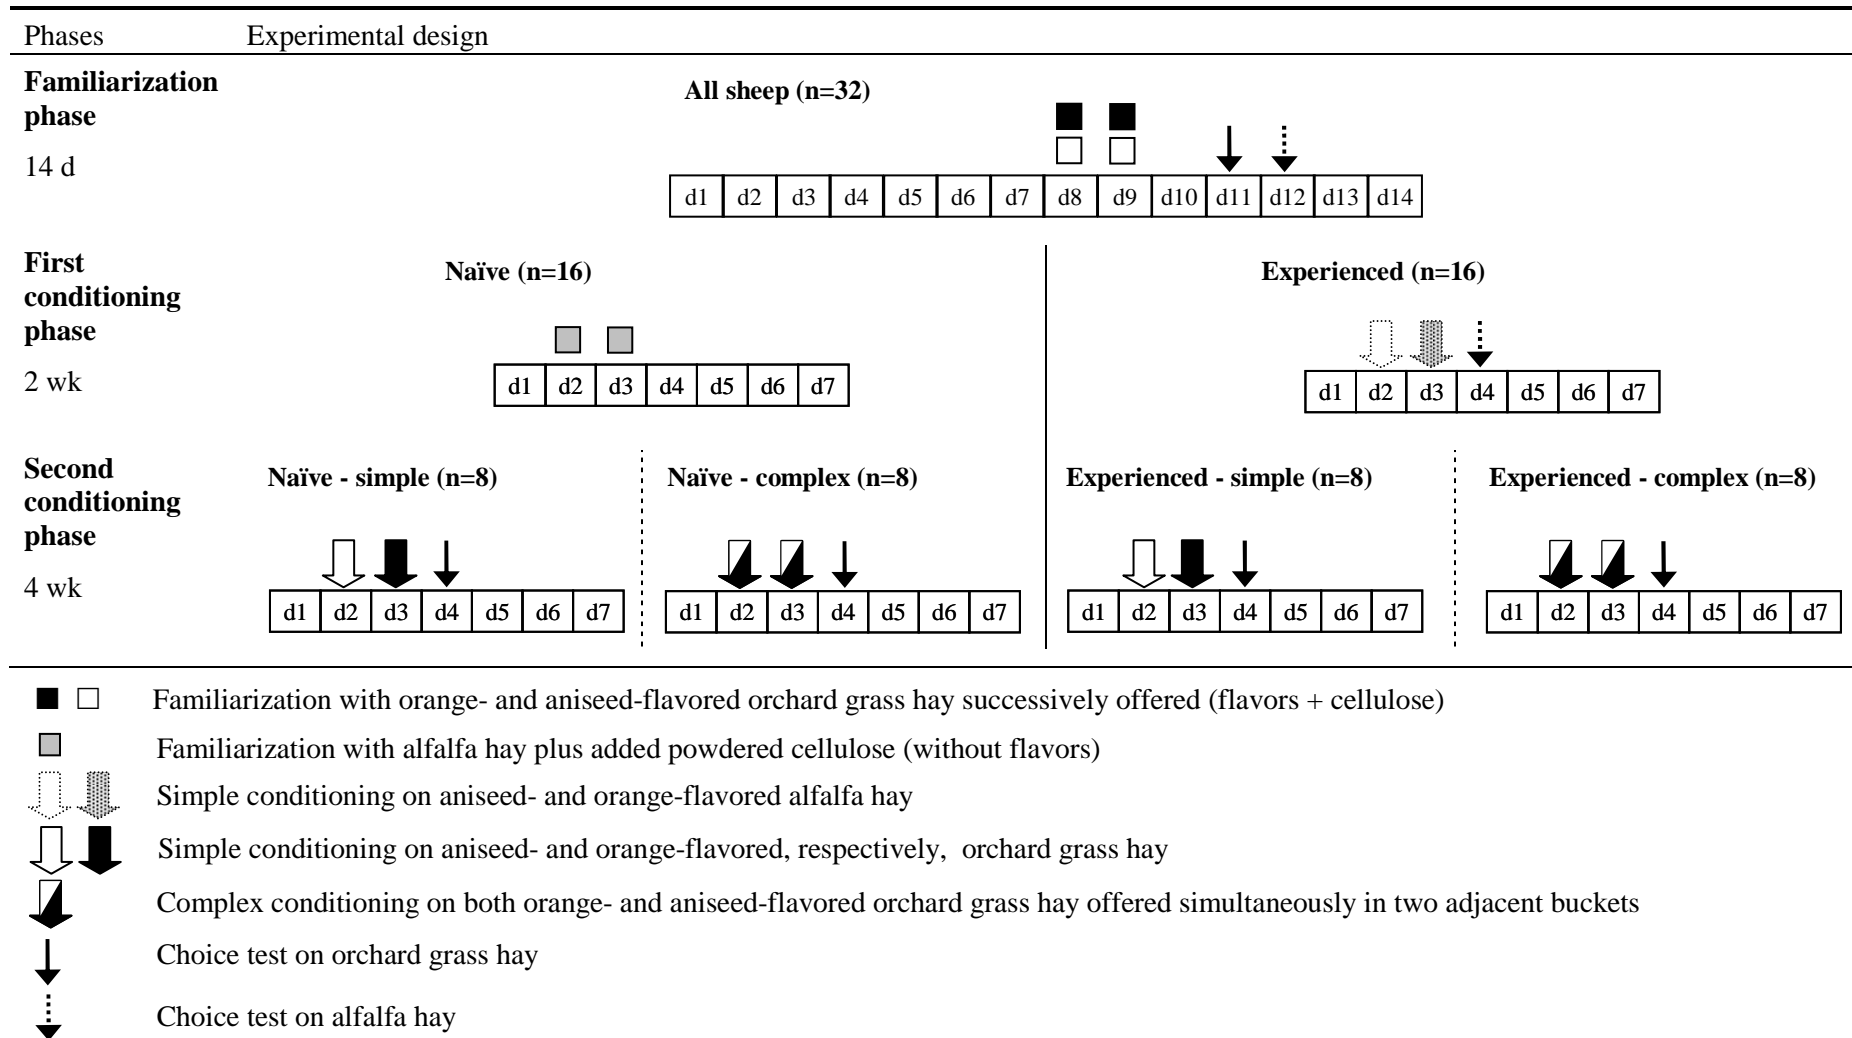 Phases Experimental design
Familiarization
phase
14 d
All sheep (n=32)
d1 d2 d3 d4 d5 d6 d7 d8 d9 d10 d11 d12 d13 d14
First
conditioning
phase
2 wk
Naïve (n=16)
d1 d2 d3 d4 d5 d6 d7
Experienced (n=16)
d1 d2 d3 d4 d5 d6 d7
Second
conditioning
phase
4 wk
Naïve - simple (n=8)
d1 d2 d3 d4 d5 d6 d7
Naïve - complex (n=8)
d1 d2 d3 d4 d5 d6 d7
Experienced - simple (n=8)
d1 d2 d3 d4 d5 d6 d7
Experienced - complex (n=8)
d1 d2 d3 d4 d5 d6 d7
Familiarization with orange- and aniseed-flavored orchard grass hay successively offered (flavors + cellulose)
Familiarization with alfalfa hay plus added powdered cellulose (without flavors)
Simple conditioning on aniseed- and orange-flavored alfalfa hay
Simple conditioning on aniseed- and orange-flavored, respectively, orchard grass hay
Complex conditioning on both orange- and aniseed-flavored orchard grass hay offered simultaneously in two adjacent buckets
Choice test on orchard grass hay
Choice test on alfalfa hay